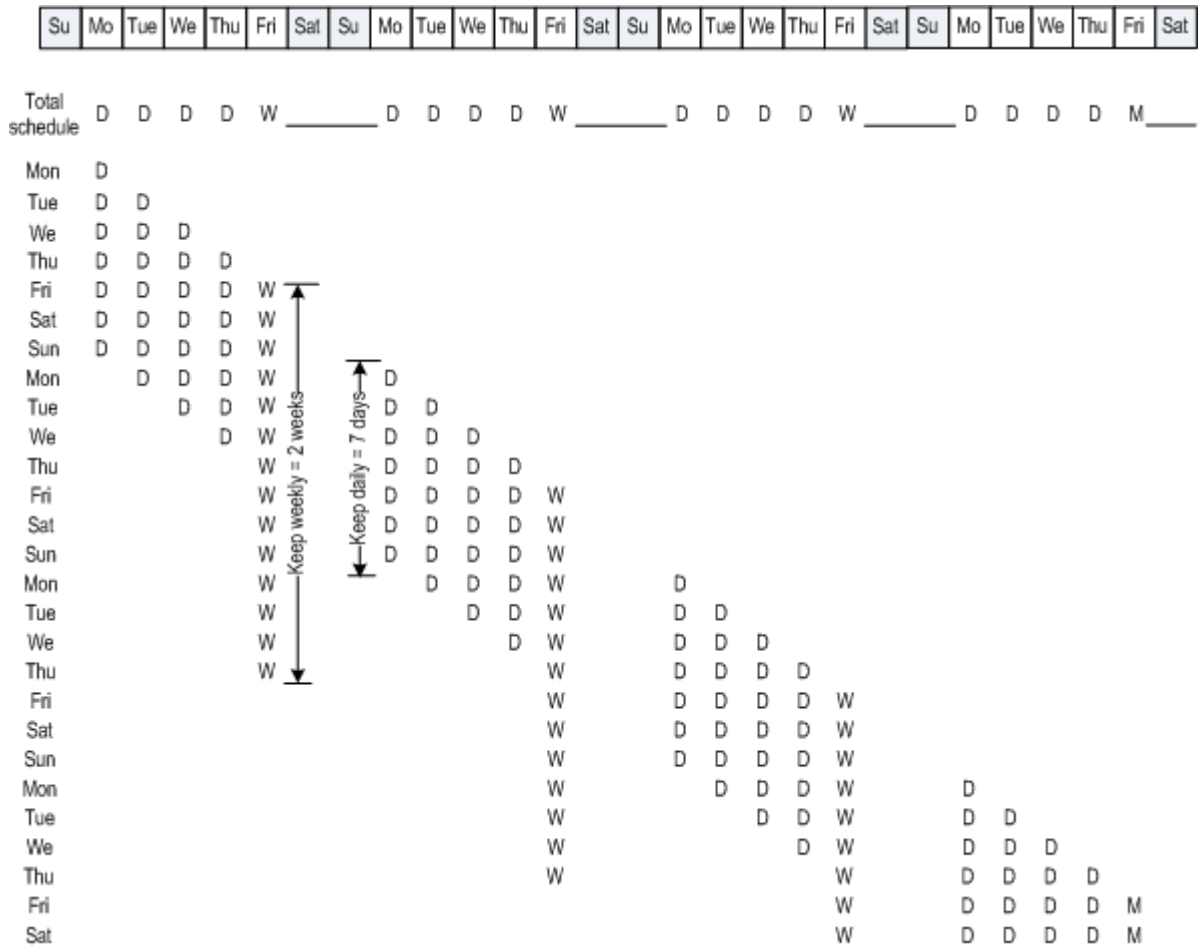 Su Mo Tue We Thu Fri Sat Su Mo Tue We Thu Fri Sat Su Mo Tue We Thu Fri Sat Su Mo Tue We Thu Fri Sat
Total schedule D D D D W D D D D W D D D D W D D D D M
Mon D
Tue D D
We D D D
Thu D D D D
Fri D D D D W
Sat D D D D W
Sun D D D D W
Mon D D D W D
Tue D D W D D
We D W D D D
Thu W D D D D
Fri W D D D D W
Sat W D D D D W
Sun W D D D D W
Mon W D D D W D
Tue W D D W D D
We W D W D D D
Thu W W D D D D
Fri W D D D D W
Sat W D D D D W
Sun W D D D D W
Mon W D D D W D
Tue W D D W D D
We W D W D D D
Thu W W D D D D
Fri W D D D D M
Sat W D D D D M
Keep weekly = 2 weeks
Keep daily = 7 days